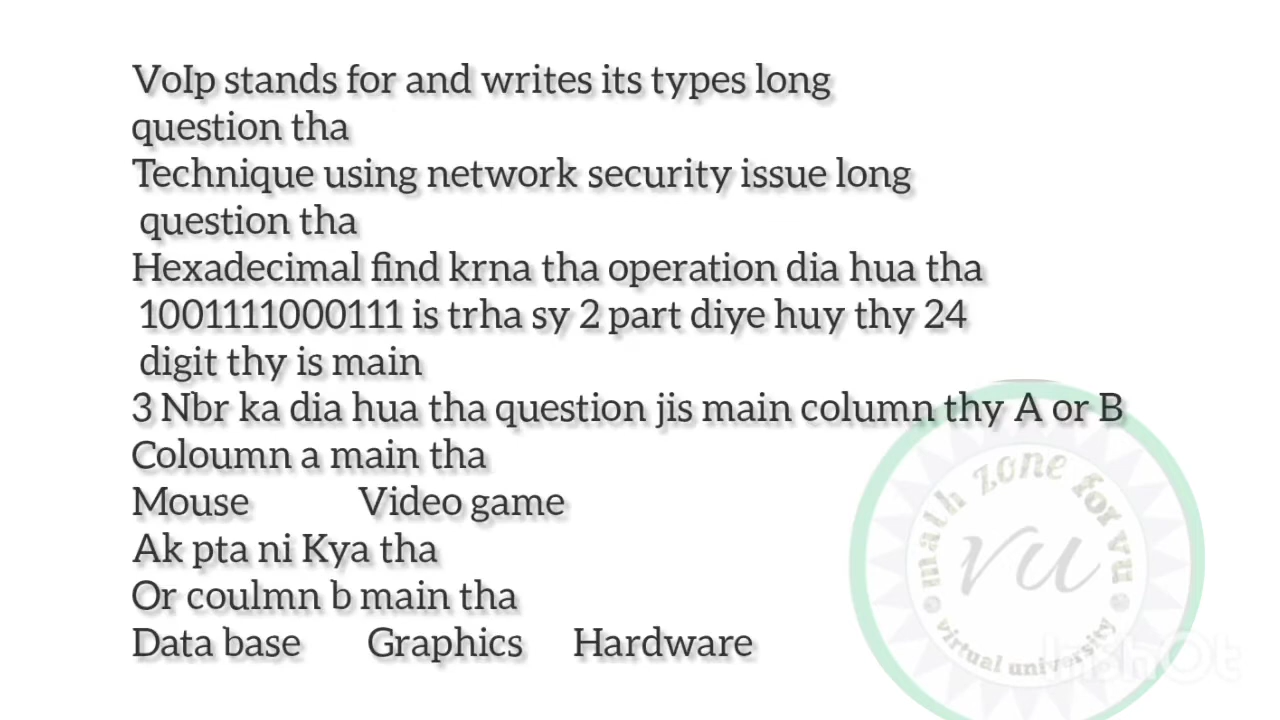 VoIp stands for and writes its types long
question tha
Technique using network security issue long
question tha
Hexadecimal find krna tha operation dia hua tha
1001111000111 is trha sy 2 part diye huy thy 24
digit thy is main
3 Nbr ka dia hua tha question jis main column thy A or B
Coloumn a main tha
Mouse Video game
Ak pta ni Kya tha
Or coulmn b main tha
Data base Graphics Hardware
math zone for vu
vu
virtual university
InShOt